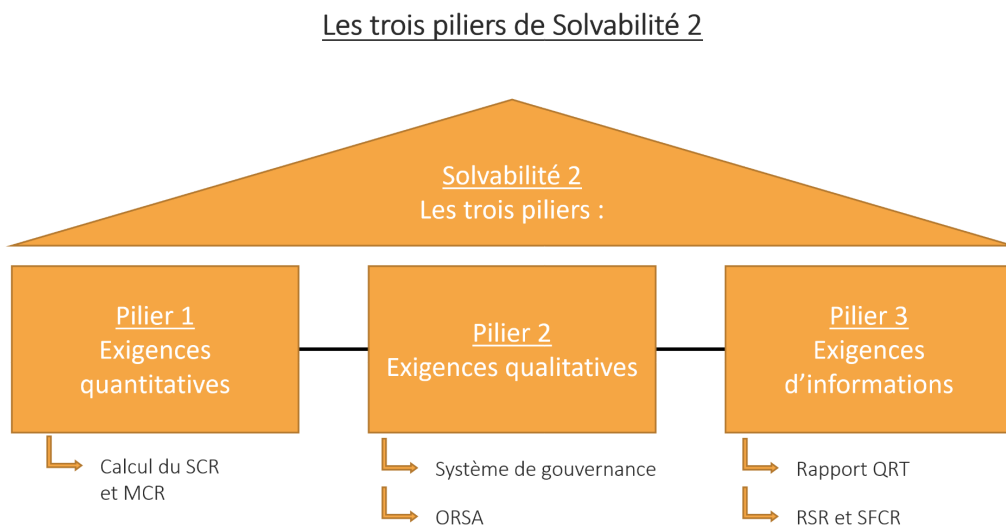 Les trois piliers de Solvabilité 2
Solvabilité 2
Les trois piliers :
Pilier 1
Exigences
quantitatives
Pilier 2
Exigences qualitatives
Pilier 3
Exigences
d’informations
Calcul du SCR
et MCR
Système de gouvernance
ORSA
Rapport QRT
RSR et SFCR